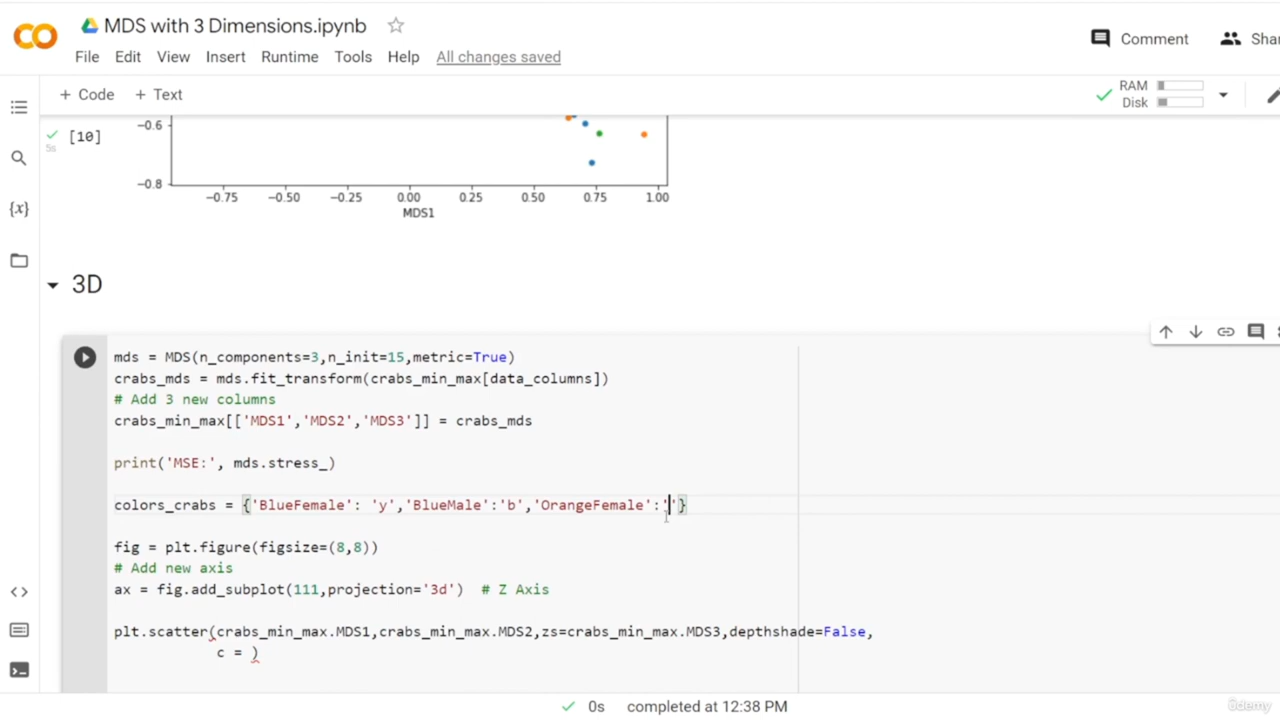 MDS with 3 Dimensions.ipynb
File Edit View Insert Runtime Tools Help All changes saved
Comment
+ Code + Text
RAM
Disk
[10]
5s
{x}
−0.6
−0.8
−0.75 −0.50 −0.25 0.00 0.25 0.50 0.75 1.00
MDS1
3D
mds = MDS(n_components=3,n_init=15,metric=True)
crabs_mds = mds.fit_transform(crabs_min_max[data_columns])
# Add 3 new columns
crabs_min_max[['MDS1','MDS2','MDS3']] = crabs_mds
print('MSE:', mds.stress_)
colors_crabs = {'BlueFemale': 'y','BlueMale':'b','OrangeFemale':''}
fig = plt.figure(figsize=(8,8))
# Add new axis
ax = fig.add_subplot(111,projection='3d') # Z Axis
plt.scatter(crabs_min_max.MDS1,crabs_min_max.MDS2,zs=crabs_min_max.MDS3,depthshade=False,
c = )
0s completed at 12:38 PM
ûdemy